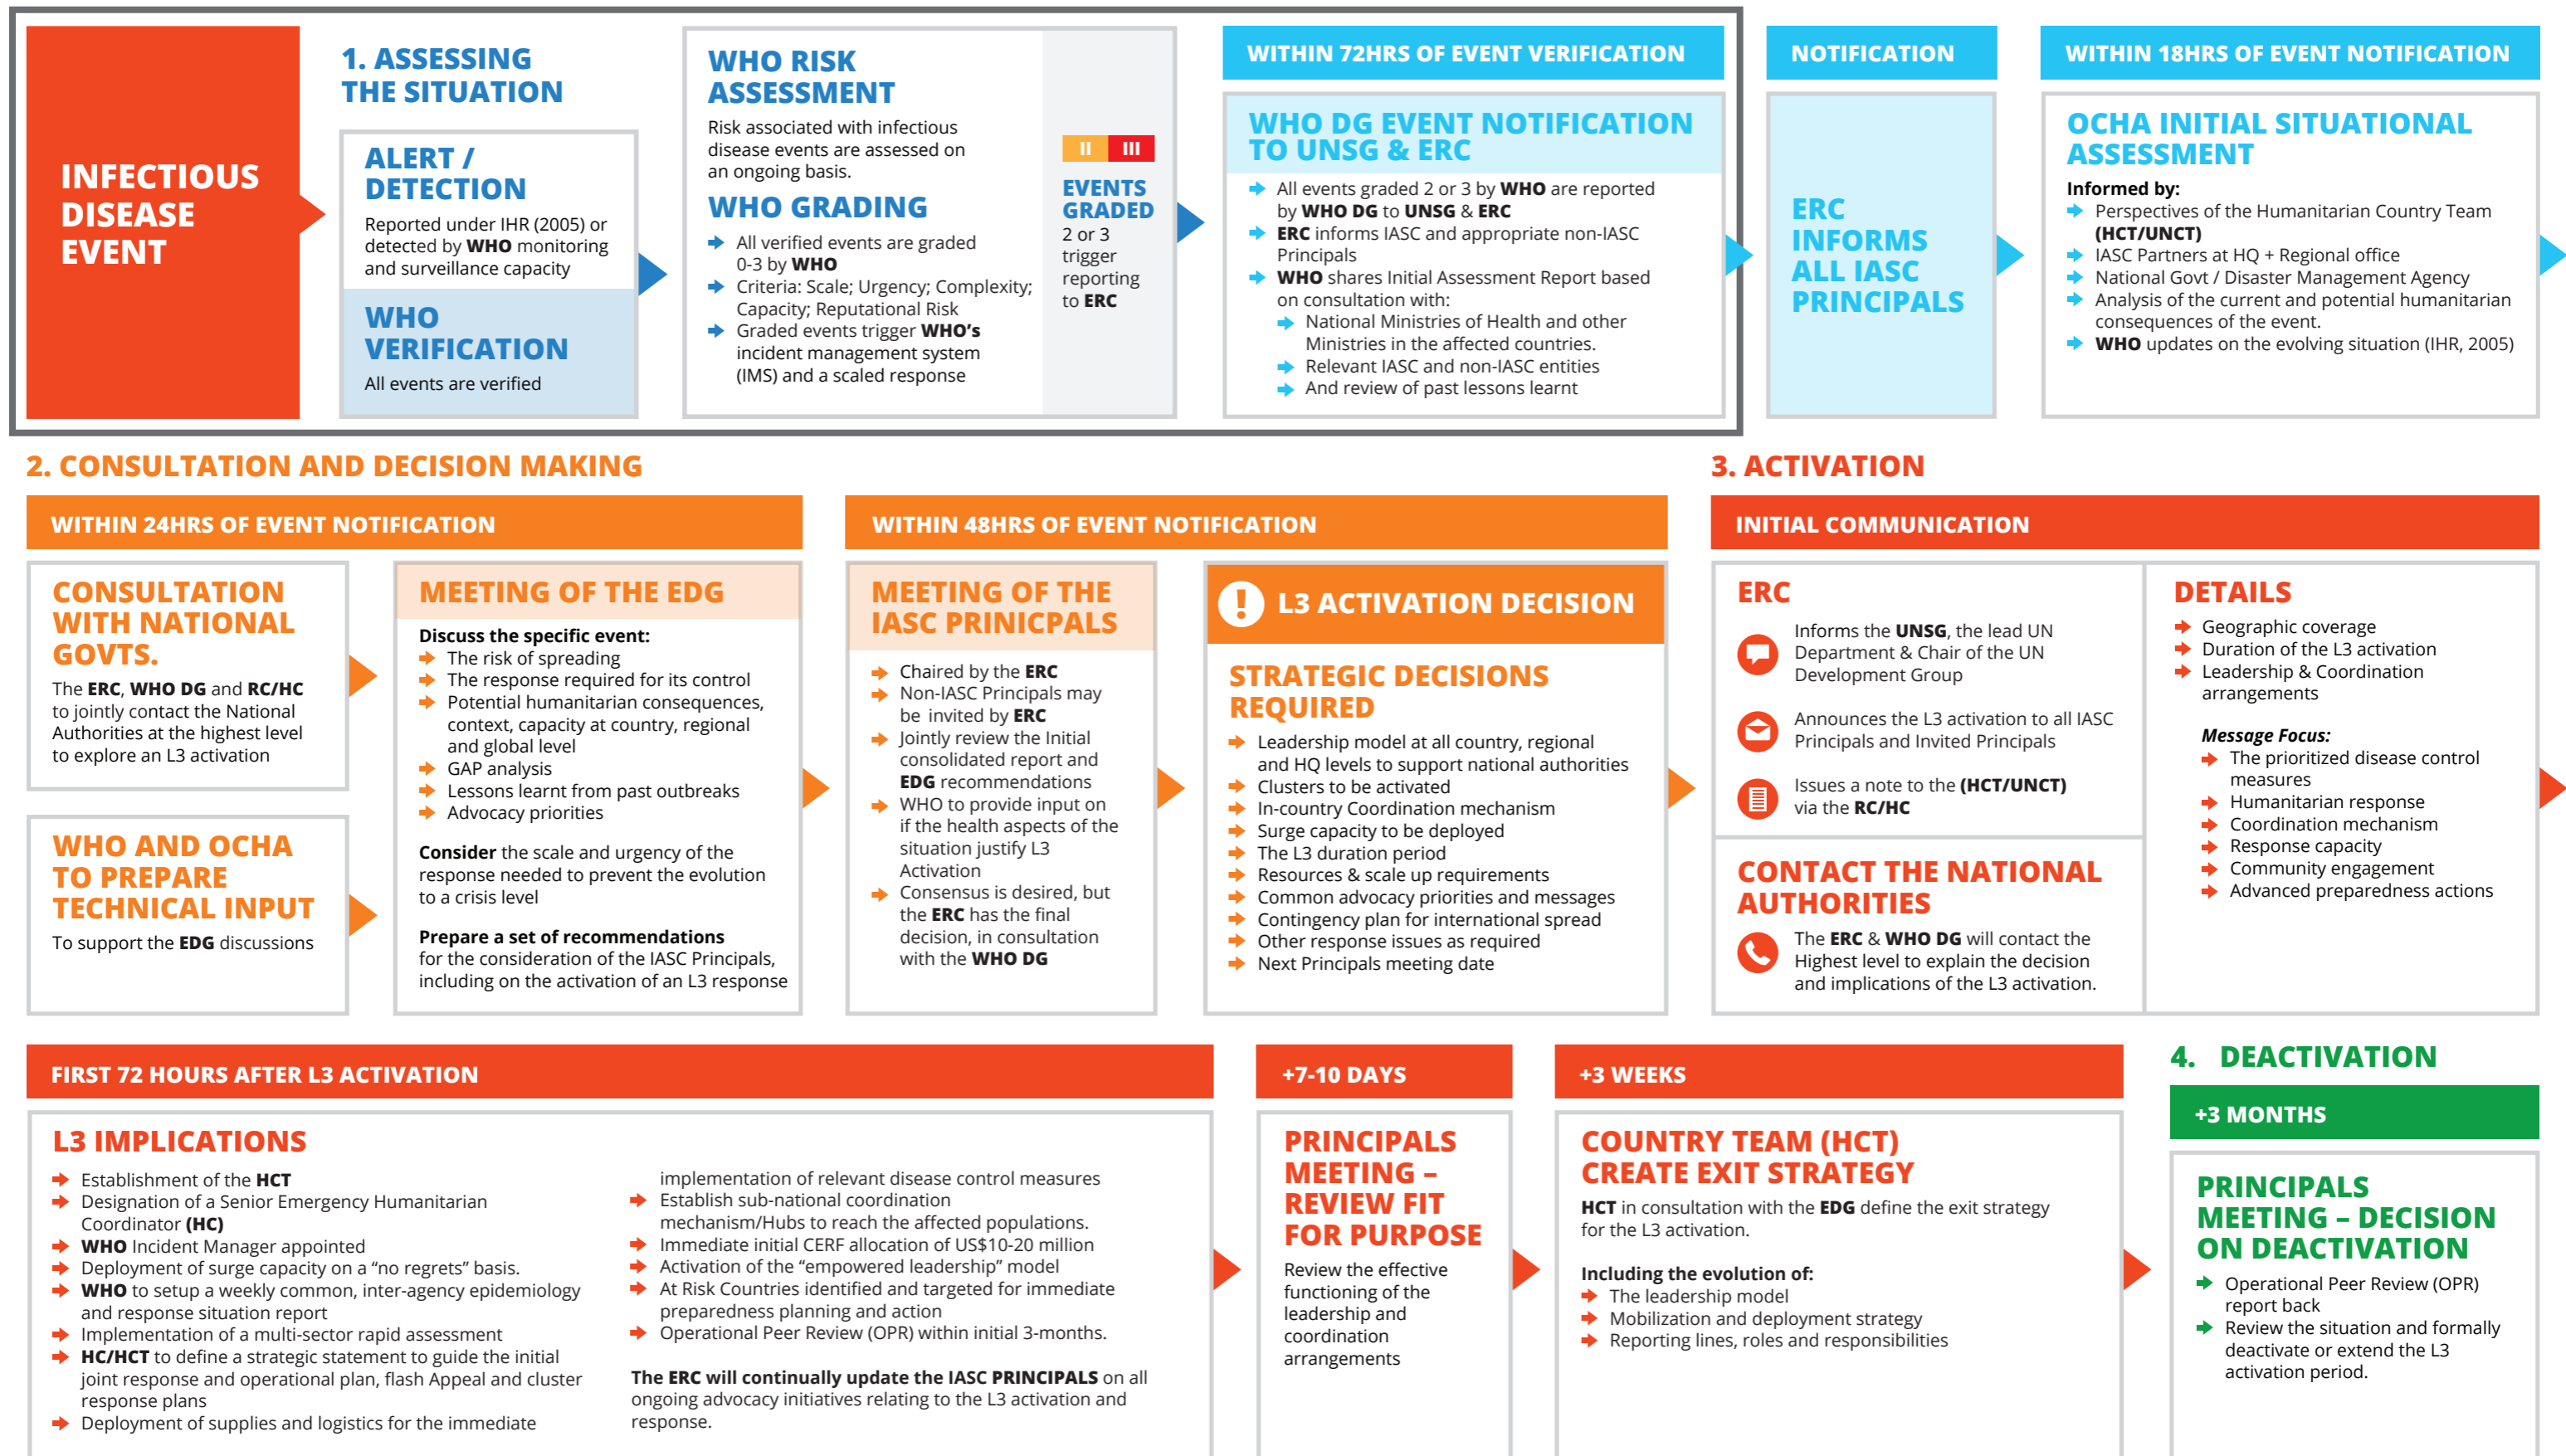 INFECTIOUS
DISEASE
EVENT
1. ASSESSING
THE SITUATION
ALERT /
DETECTION
Reported under IHR (2005) or
detected by WHO monitoring
and surveillance capacity
WHO
VERIFICATION
All events are verified
WHO RISK
ASSESSMENT
Risk associated with infectious
disease events are assessed on
an ongoing basis.
WHO GRADING
All verified events are graded
0-3 by WHO
Criteria: Scale; Urgency; Complexity;
Capacity; Reputational Risk
Graded events trigger WHO's
incident management system
(IMS) and a scaled response
II III
EVENTS
GRADED
2 or 3
trigger
reporting
to ERC
WITHIN 72HRS OF EVENT VERIFICATION
WHO DG EVENT NOTIFICATION
TO UNSG & ERC
All events graded 2 or 3 by WHO are reported
by WHO DG to UNSG & ERC
ERC informs IASC and appropriate non-IASC
Principals
WHO shares Initial Assessment Report based
on consultation with:
National Ministries of Health and other
Ministries in the affected countries.
Relevant IASC and non-IASC entities
And review of past lessons learnt
NOTIFICATION
ERC
INFORMS
ALL IASC
PRINCIPALS
WITHIN 18HRS OF EVENT NOTIFICATION
OCHA INITIAL SITUATIONAL
ASSESSMENT
Informed by:
Perspectives of the Humanitarian Country Team
(HCT/UNCT)
IASC Partners at HQ + Regional office
National Govt / Disaster Management Agency
Analysis of the current and potential humanitarian
consequences of the event.
WHO updates on the evolving situation (IHR, 2005)
2. CONSULTATION AND DECISION MAKING
WITHIN 24HRS OF EVENT NOTIFICATION
CONSULTATION
WITH NATIONAL
GOVTS.
The ERC, WHO DG and RC/HC
to jointly contact the National
Authorities at the highest level
to explore an L3 activation
WHO AND OCHA
TO PREPARE
TECHNICAL INPUT
To support the EDG discussions
MEETING OF THE EDG
Discuss the specific event:
The risk of spreading
The response required for its control
Potential humanitarian consequences,
context, capacity at country, regional
and global level
GAP analysis
Lessons learnt from past outbreaks
Advocacy priorities
Consider the scale and urgency of the
response needed to prevent the evolution
to a crisis level
Prepare a set of recommendations
for the consideration of the IASC Principals,
including on the activation of an L3 response
WITHIN 48HRS OF EVENT NOTIFICATION
MEETING OF THE
IASC PRINICPALS
Chaired by the ERC
Non-IASC Principals may
be invited by ERC
Jointly review the Initial
consolidated report and
EDG recommendations
WHO to provide input on
if the health aspects of the
situation justify L3
Activation
Consensus is desired, but
the ERC has the final
decision, in consultation
with the WHO DG
! L3 ACTIVATION DECISION
STRATEGIC DECISIONS
REQUIRED
Leadership model at all country, regional
and HQ levels to support national authorities
Clusters to be activated
In-country Coordination mechanism
Surge capacity to be deployed
The L3 duration period
Resources & scale up requirements
Common advocacy priorities and messages
Contingency plan for international spread
Other response issues as required
Next Principals meeting date
3. ACTIVATION
INITIAL COMMUNICATION
ERC
Informs the UNSG, the lead UN
Department & Chair of the UN
Development Group
Announces the L3 activation to all IASC
Principals and Invited Principals
Issues a note to the (HCT/UNCT)
via the RC/HC
CONTACT THE NATIONAL
AUTHORITIES
The ERC & WHO DG will contact the
Highest level to explain the decision
and implications of the L3 activation.
DETAILS
Geographic coverage
Duration of the L3 activation
Leadership & Coordination
arrangements
Message Focus:
The prioritized disease control
measures
Humanitarian response
Coordination mechanism
Response capacity
Community engagement
Advanced preparedness actions
FIRST 72 HOURS AFTER L3 ACTIVATION
L3 IMPLICATIONS
Establishment of the HCT
Designation of a Senior Emergency Humanitarian
Coordinator (HC)
WHO Incident Manager appointed
Deployment of surge capacity on a “no regrets” basis.
WHO to setup a weekly common, inter-agency epidemiology
and response situation report
Implementation of a multi-sector rapid assessment
HC/HCT to define a strategic statement to guide the initial
joint response and operational plan, flash Appeal and cluster
response plans
Deployment of supplies and logistics for the immediate
implementation of relevant disease control measures
Establish sub-national coordination
mechanism/Hubs to reach the affected populations.
Immediate initial CERF allocation of US$10-20 million
Activation of the “empowered leadership” model
At Risk Countries identified and targeted for immediate
preparedness planning and action
Operational Peer Review (OPR) within initial 3-months.
The ERC will continually update the IASC PRINCIPALS on all
ongoing advocacy initiatives relating to the L3 activation and
response.
+7-10 DAYS
PRINCIPALS
MEETING –
REVIEW FIT
FOR PURPOSE
Review the effective
functioning of the
leadership and
coordination
arrangements
+3 WEEKS
COUNTRY TEAM (HCT)
CREATE EXIT STRATEGY
HCT in consultation with the EDG define the exit strategy
for the L3 activation.
Including the evolution of:
The leadership model
Mobilization and deployment strategy
Reporting lines, roles and responsibilities
4. DEACTIVATION
+3 MONTHS
PRINCIPALS
MEETING – DECISION
ON DEACTIVATION
Operational Peer Review (OPR)
report back
Review the situation and formally
deactivate or extend the L3
activation period.